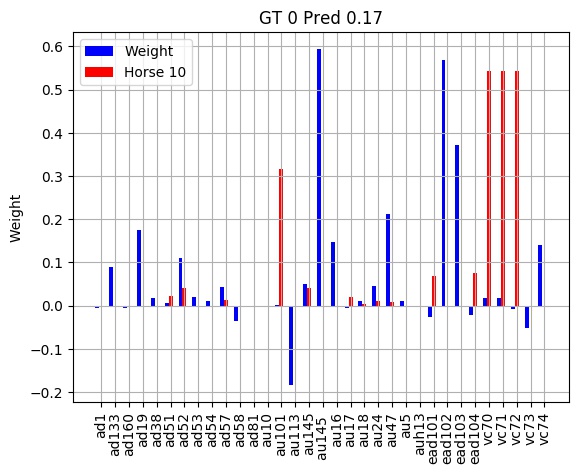 GT 0 Pred 0.17
Weight
Horse 10
0.6
0.5
0.4
0.3
0.2
0.1
0.0
−0.1
−0.2
Weight
ad1
ad133
ad160
ad19
ad38
ad51
ad52
ad53
ad54
ad57
ad58
ad81
au10
au101
au113
au145
au145
au16
au17
au18
au24
au47
au5
auh13
ead101
ead102
ead103
ead104
vc70
vc71
vc72
vc73
vc74